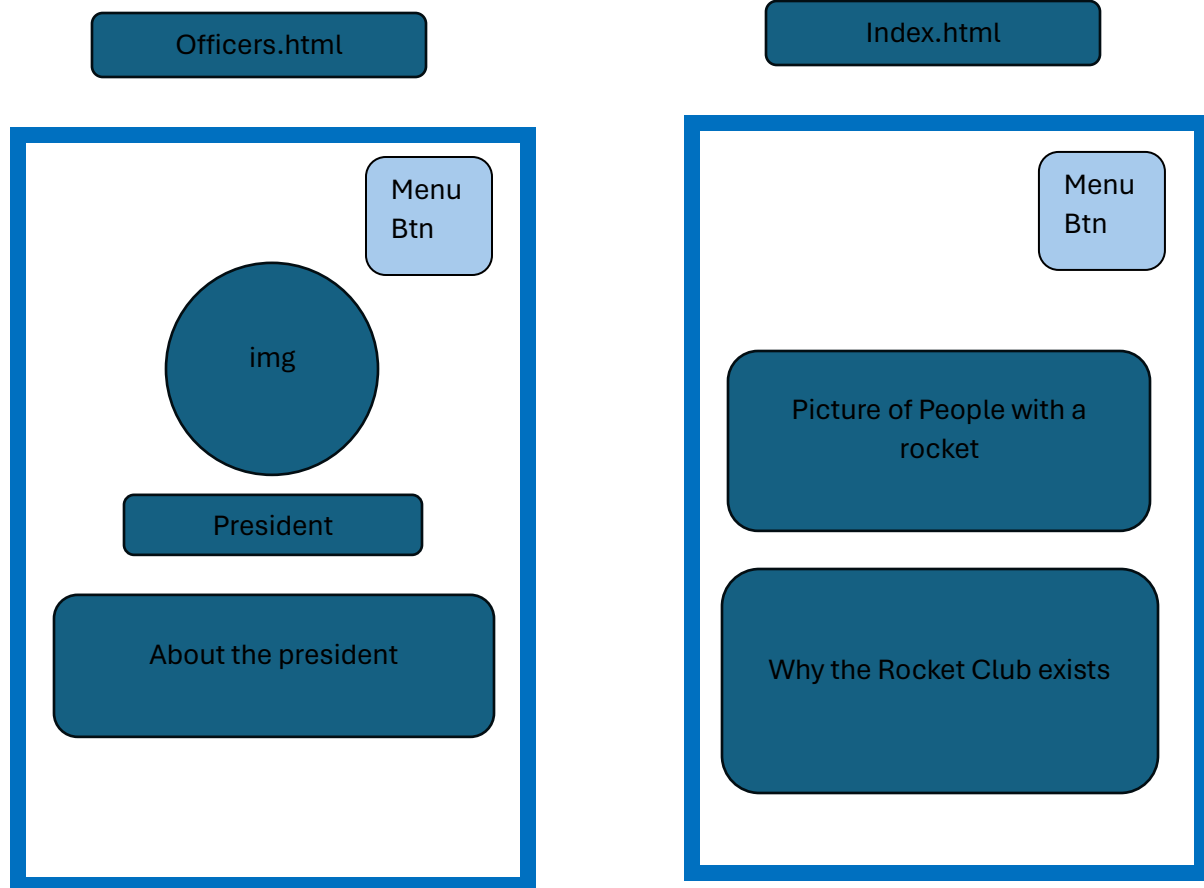 Officers.html
Menu
Btn
img
President
About the president
Index.html
Menu
Btn
Picture of People with a
rocket
Why the Rocket Club exists